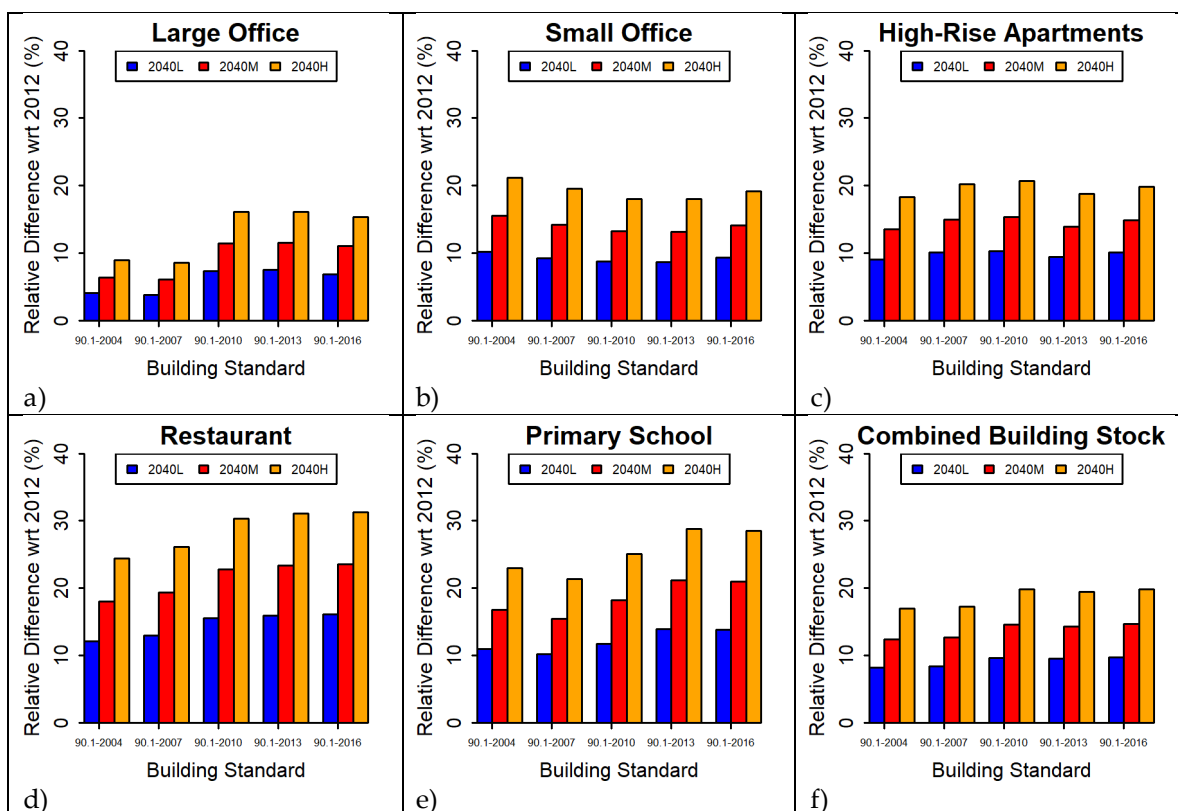 Large Office
Relative Difference wrt 2012 (%)
40
30
20
10
0
2040L 2040M 2040H
90.1-2004 90.1-2007 90.1-2010 90.1-2013 90.1-2016
Building Standard
a)
Small Office
Relative Difference wrt 2012 (%)
40
30
20
10
0
2040L 2040M 2040H
90.1-2004 90.1-2007 90.1-2010 90.1-2013 90.1-2016
Building Standard
b)
High-Rise Apartments
Relative Difference wrt 2012 (%)
40
30
20
10
0
2040L 2040M 2040H
90.1-2004 90.1-2007 90.1-2010 90.1-2013 90.1-2016
Building Standard
c)
Restaurant
Relative Difference wrt 2012 (%)
40
30
20
10
0
2040L 2040M 2040H
90.1-2004 90.1-2007 90.1-2010 90.1-2013 90.1-2016
Building Standard
d)
Primary School
Relative Difference wrt 2012 (%)
40
30
20
10
0
2040L 2040M 2040H
90.1-2004 90.1-2007 90.1-2010 90.1-2013 90.1-2016
Building Standard
e)
Combined Building Stock
Relative Difference wrt 2012 (%)
40
30
20
10
0
2040L 2040M 2040H
90.1-2004 90.1-2007 90.1-2010 90.1-2013 90.1-2016
Building Standard
f)